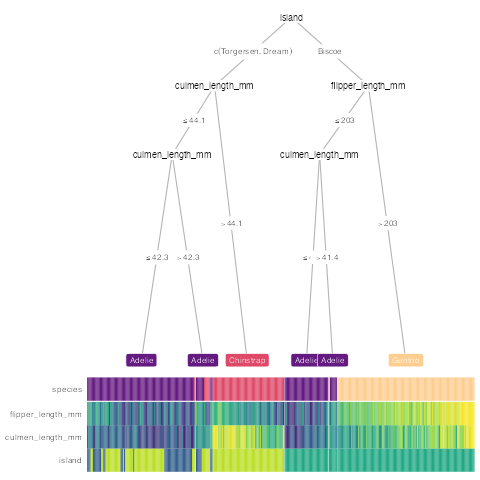 island
c(Torgersen, Dream) Biscoe
culmen_length_mm flipper_length_mm
≤ 44.1 ≤ 203
culmen_length_mm culmen_length_mm
> 44.1 > 203
≤ 42.3 > 42.3 ≤ > 41.4
Adelie Adelie Chinstrap Adelie Adelie Gentoo
species
flipper_length_mm
culmen_length_mm
island